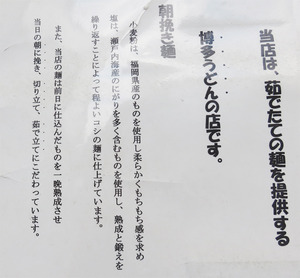 当店は、茹でたての麺を提供する
博多うどんの店です。
朝挽き麺
小麦粉は、福岡県産のものを使用し柔らかくもちもち感を求め
塩は、瀬戸内海産のにがりを多く含むものを使用し、熟成と鍛えを
繰り返すことによって程よいコシの麺に仕上げています。
また、当店の麺は前日に仕込んだものを一晩熟成させ
当日の朝に挽き、切り立て、茹で立てにこだわっています。